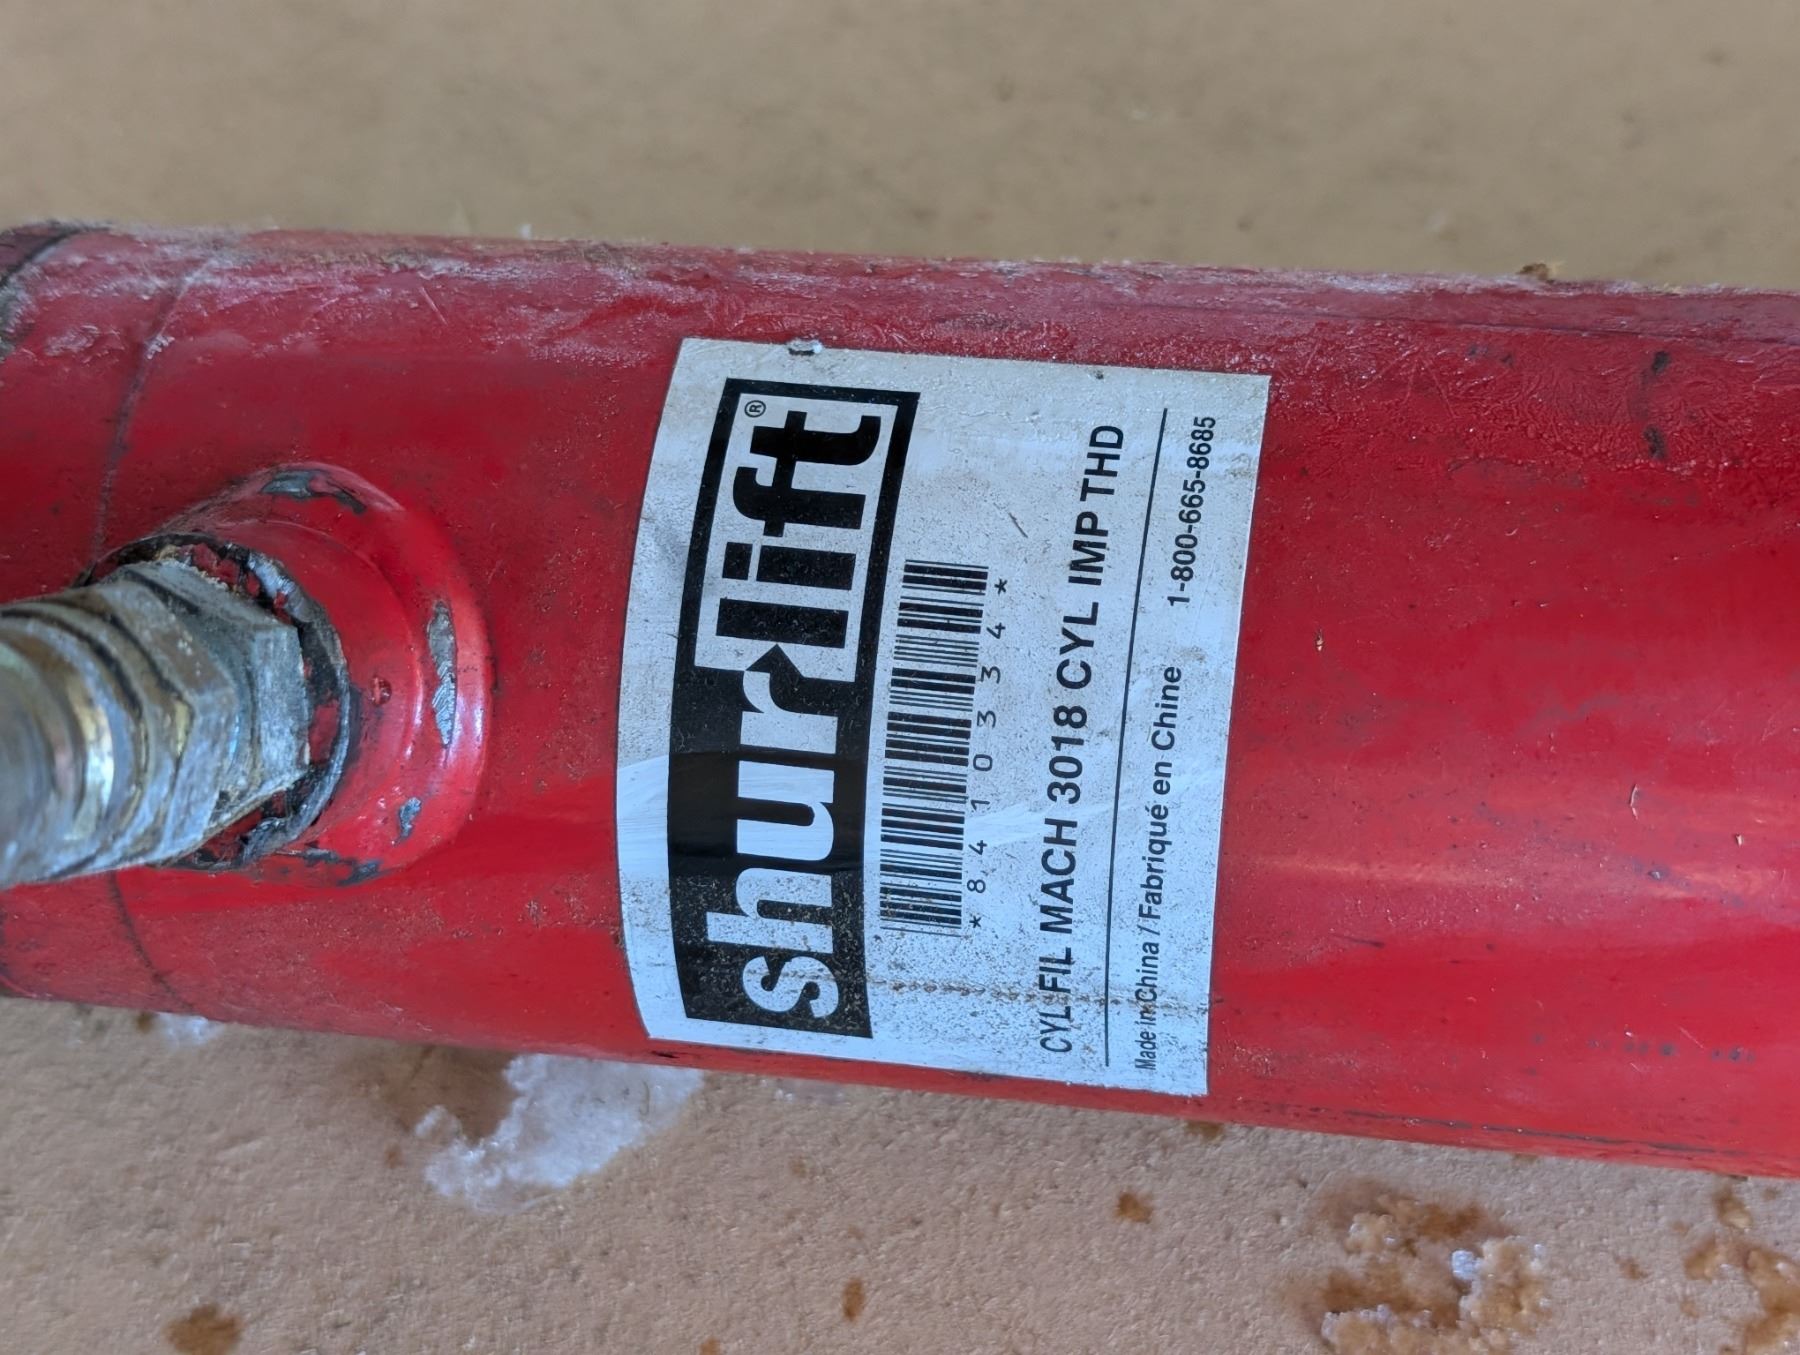 shurlift®
*8410334*
CYL FIL MACH 3018 CYL IMP THD
Made in China / Fabriqué en Chine 1-800-665-8685